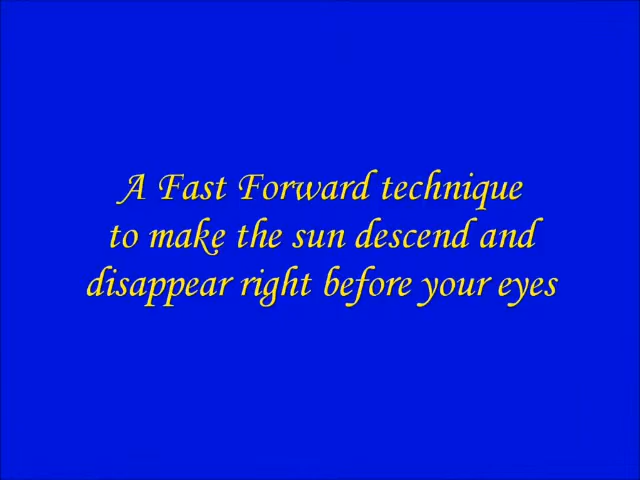 A Fast Forward technique
to make the sun descend and
disappear right before your eyes